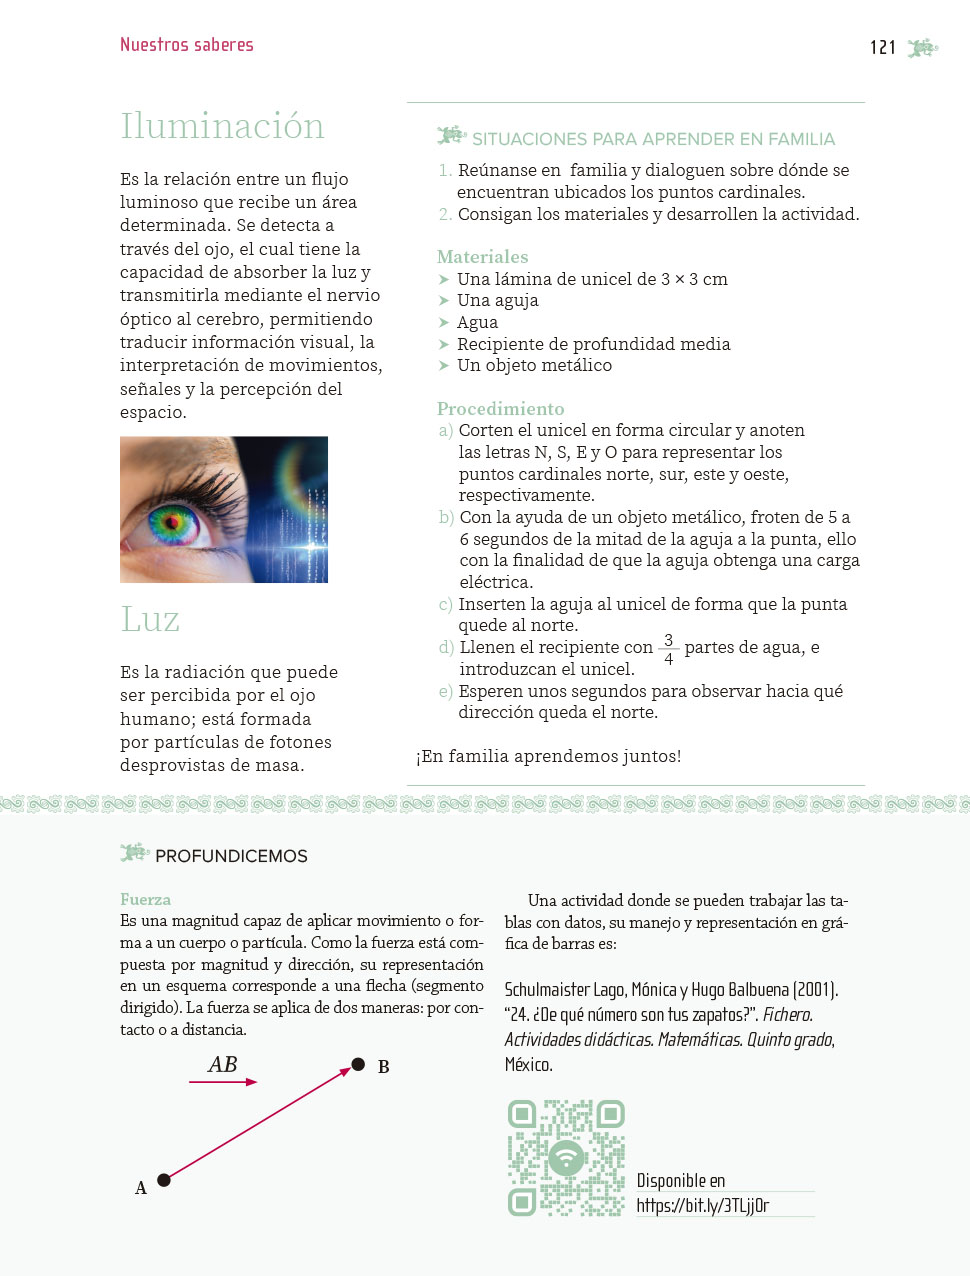 Nuestros saberes
121
Iluminación
Es la relación entre un flujo
luminoso que recibe un área
determinada. Se detecta a
través del ojo, el cual tiene la
capacidad de absorber la luz y
transmitirla mediante el nervio
óptico al cerebro, permitiendo
traducir información visual, la
interpretación de movimientos,
señales y la percepción del
espacio.
Luz
Es la radiación que puede
ser percibida por el ojo
humano; está formada
por partículas de fotones
desprovistas de masa.
SITUACIONES PARA APRENDER EN FAMILIA
1. Reúnanse en familia y dialoguen sobre dónde se
encuentran ubicados los puntos cardinales.
2. Consigan los materiales y desarrollen la actividad.
Materiales
➤ Una lámina de unicel de 3 × 3 cm
➤ Una aguja
➤ Agua
➤ Recipiente de profundidad media
➤ Un objeto metálico
Procedimiento
a) Corten el unicel en forma circular y anoten
las letras N, S, E y O para representar los
puntos cardinales norte, sur, este y oeste,
respectivamente.
b) Con la ayuda de un objeto metálico, froten de 5 a
6 segundos de la mitad de la aguja a la punta, ello
con la finalidad de que la aguja obtenga una carga
eléctrica.
c) Inserten la aguja al unicel de forma que la punta
quede al norte.
d) Llenen el recipiente con 3/4 partes de agua, e
introduzcan el unicel.
e) Esperen unos segundos para observar hacia qué
dirección queda el norte.
¡En familia aprendemos juntos!
PROFUNDICEMOS
Fuerza
Es una magnitud capaz de aplicar movimiento o for-
ma a un cuerpo o partícula. Como la fuerza está com-
puesta por magnitud y dirección, su representación
en un esquema corresponde a una flecha (segmento
dirigido). La fuerza se aplica de dos maneras: por con-
tacto o a distancia.
AB
B
A
Una actividad donde se pueden trabajar las ta-
blas con datos, su manejo y representación en grá-
fica de barras es:
Schulmaister Lago, Mónica y Hugo Balbuena (2001).
“24. ¿De qué número son tus zapatos?”. Fichero.
Actividades didácticas. Matemáticas. Quinto grado,
México.
Disponible en
https://bit.ly/3TLjj0r